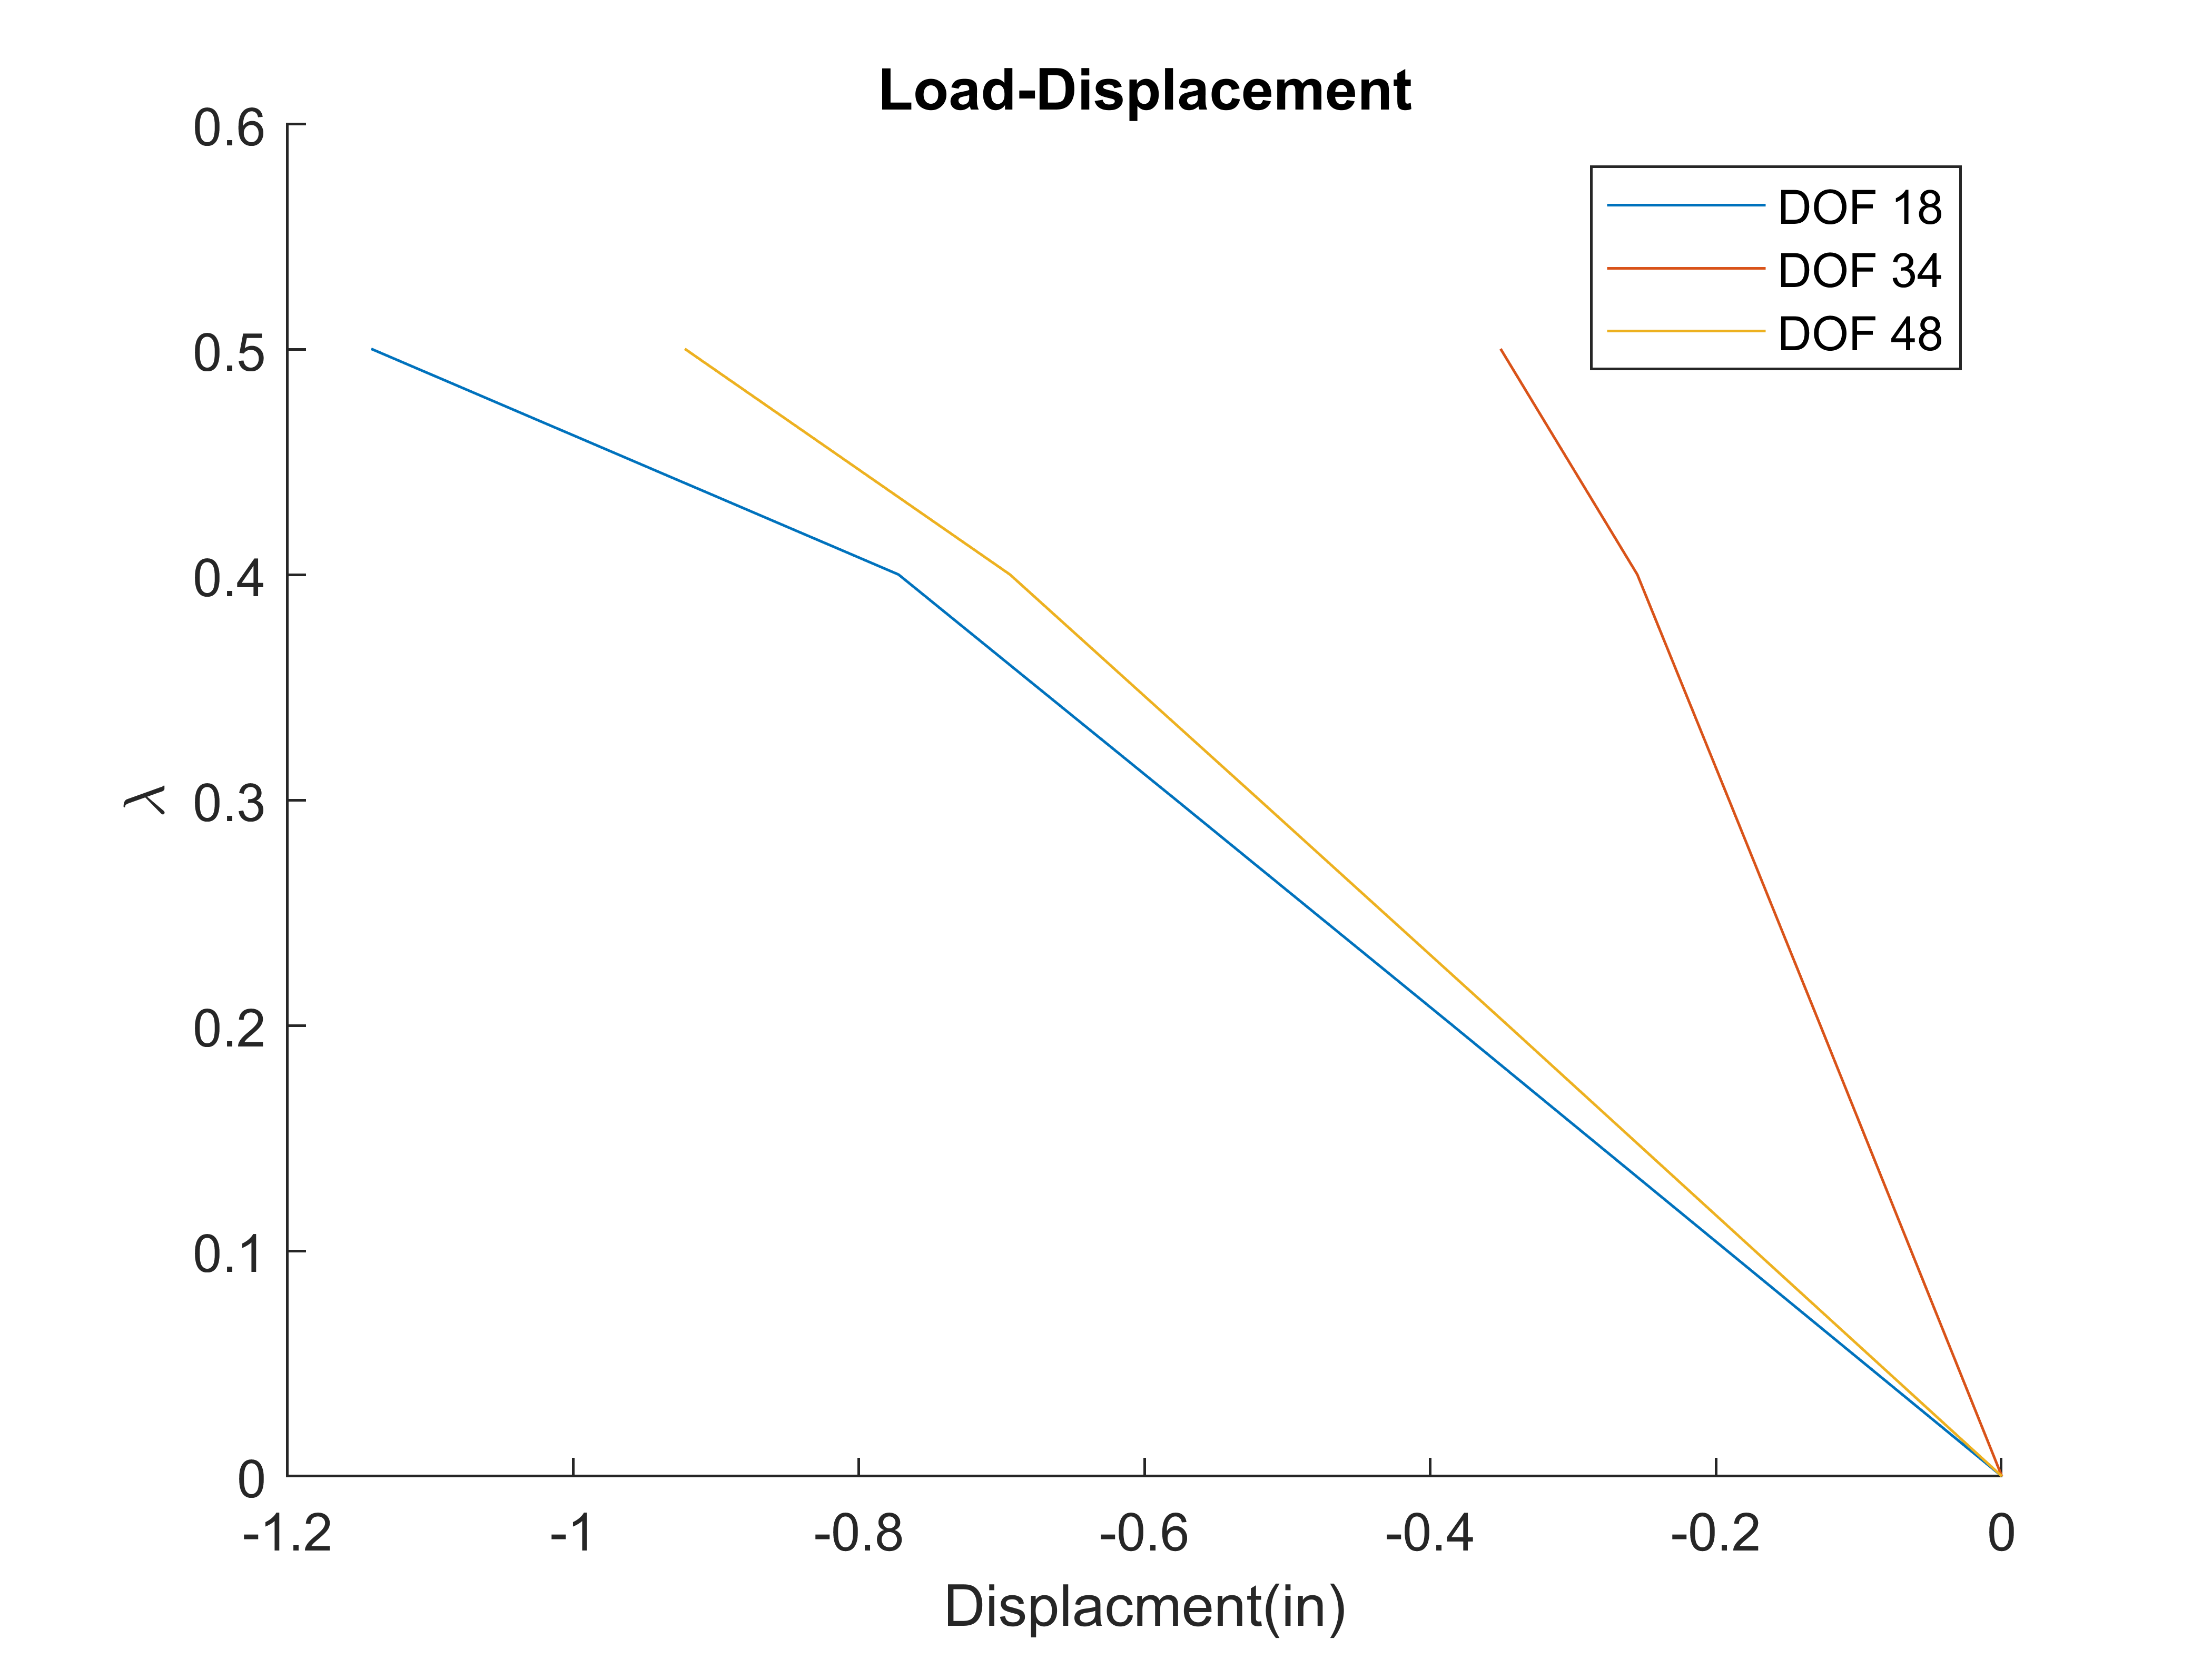 Load-Displacement
0.6
0.5
0.4
0.3
0.2
0.1
0
λ
DOF 18
DOF 34
DOF 48
-1.2 -1 -0.8 -0.6 -0.4 -0.2 0
Displacment(in)